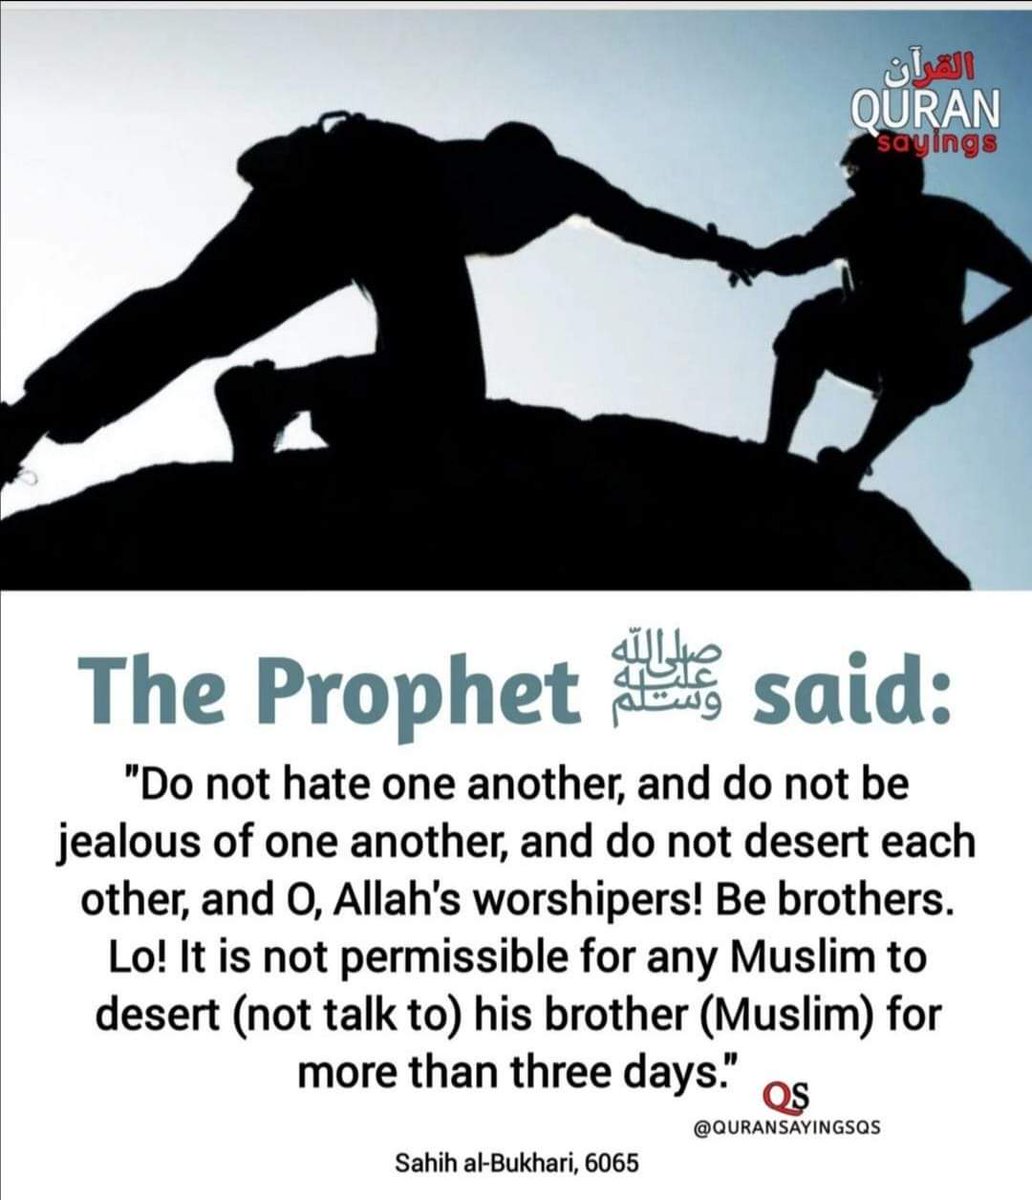 القرآن
QURAN
sayings
The Prophet ﷺ said:
"Do not hate one another, and do not be
jealous of one another, and do not desert each
other, and O, Allah's worshipers! Be brothers.
Lo! It is not permissible for any Muslim to
desert (not talk to) his brother (Muslim) for
more than three days."
QS
@QURANSAYINGSQS
Sahih al-Bukhari, 6065